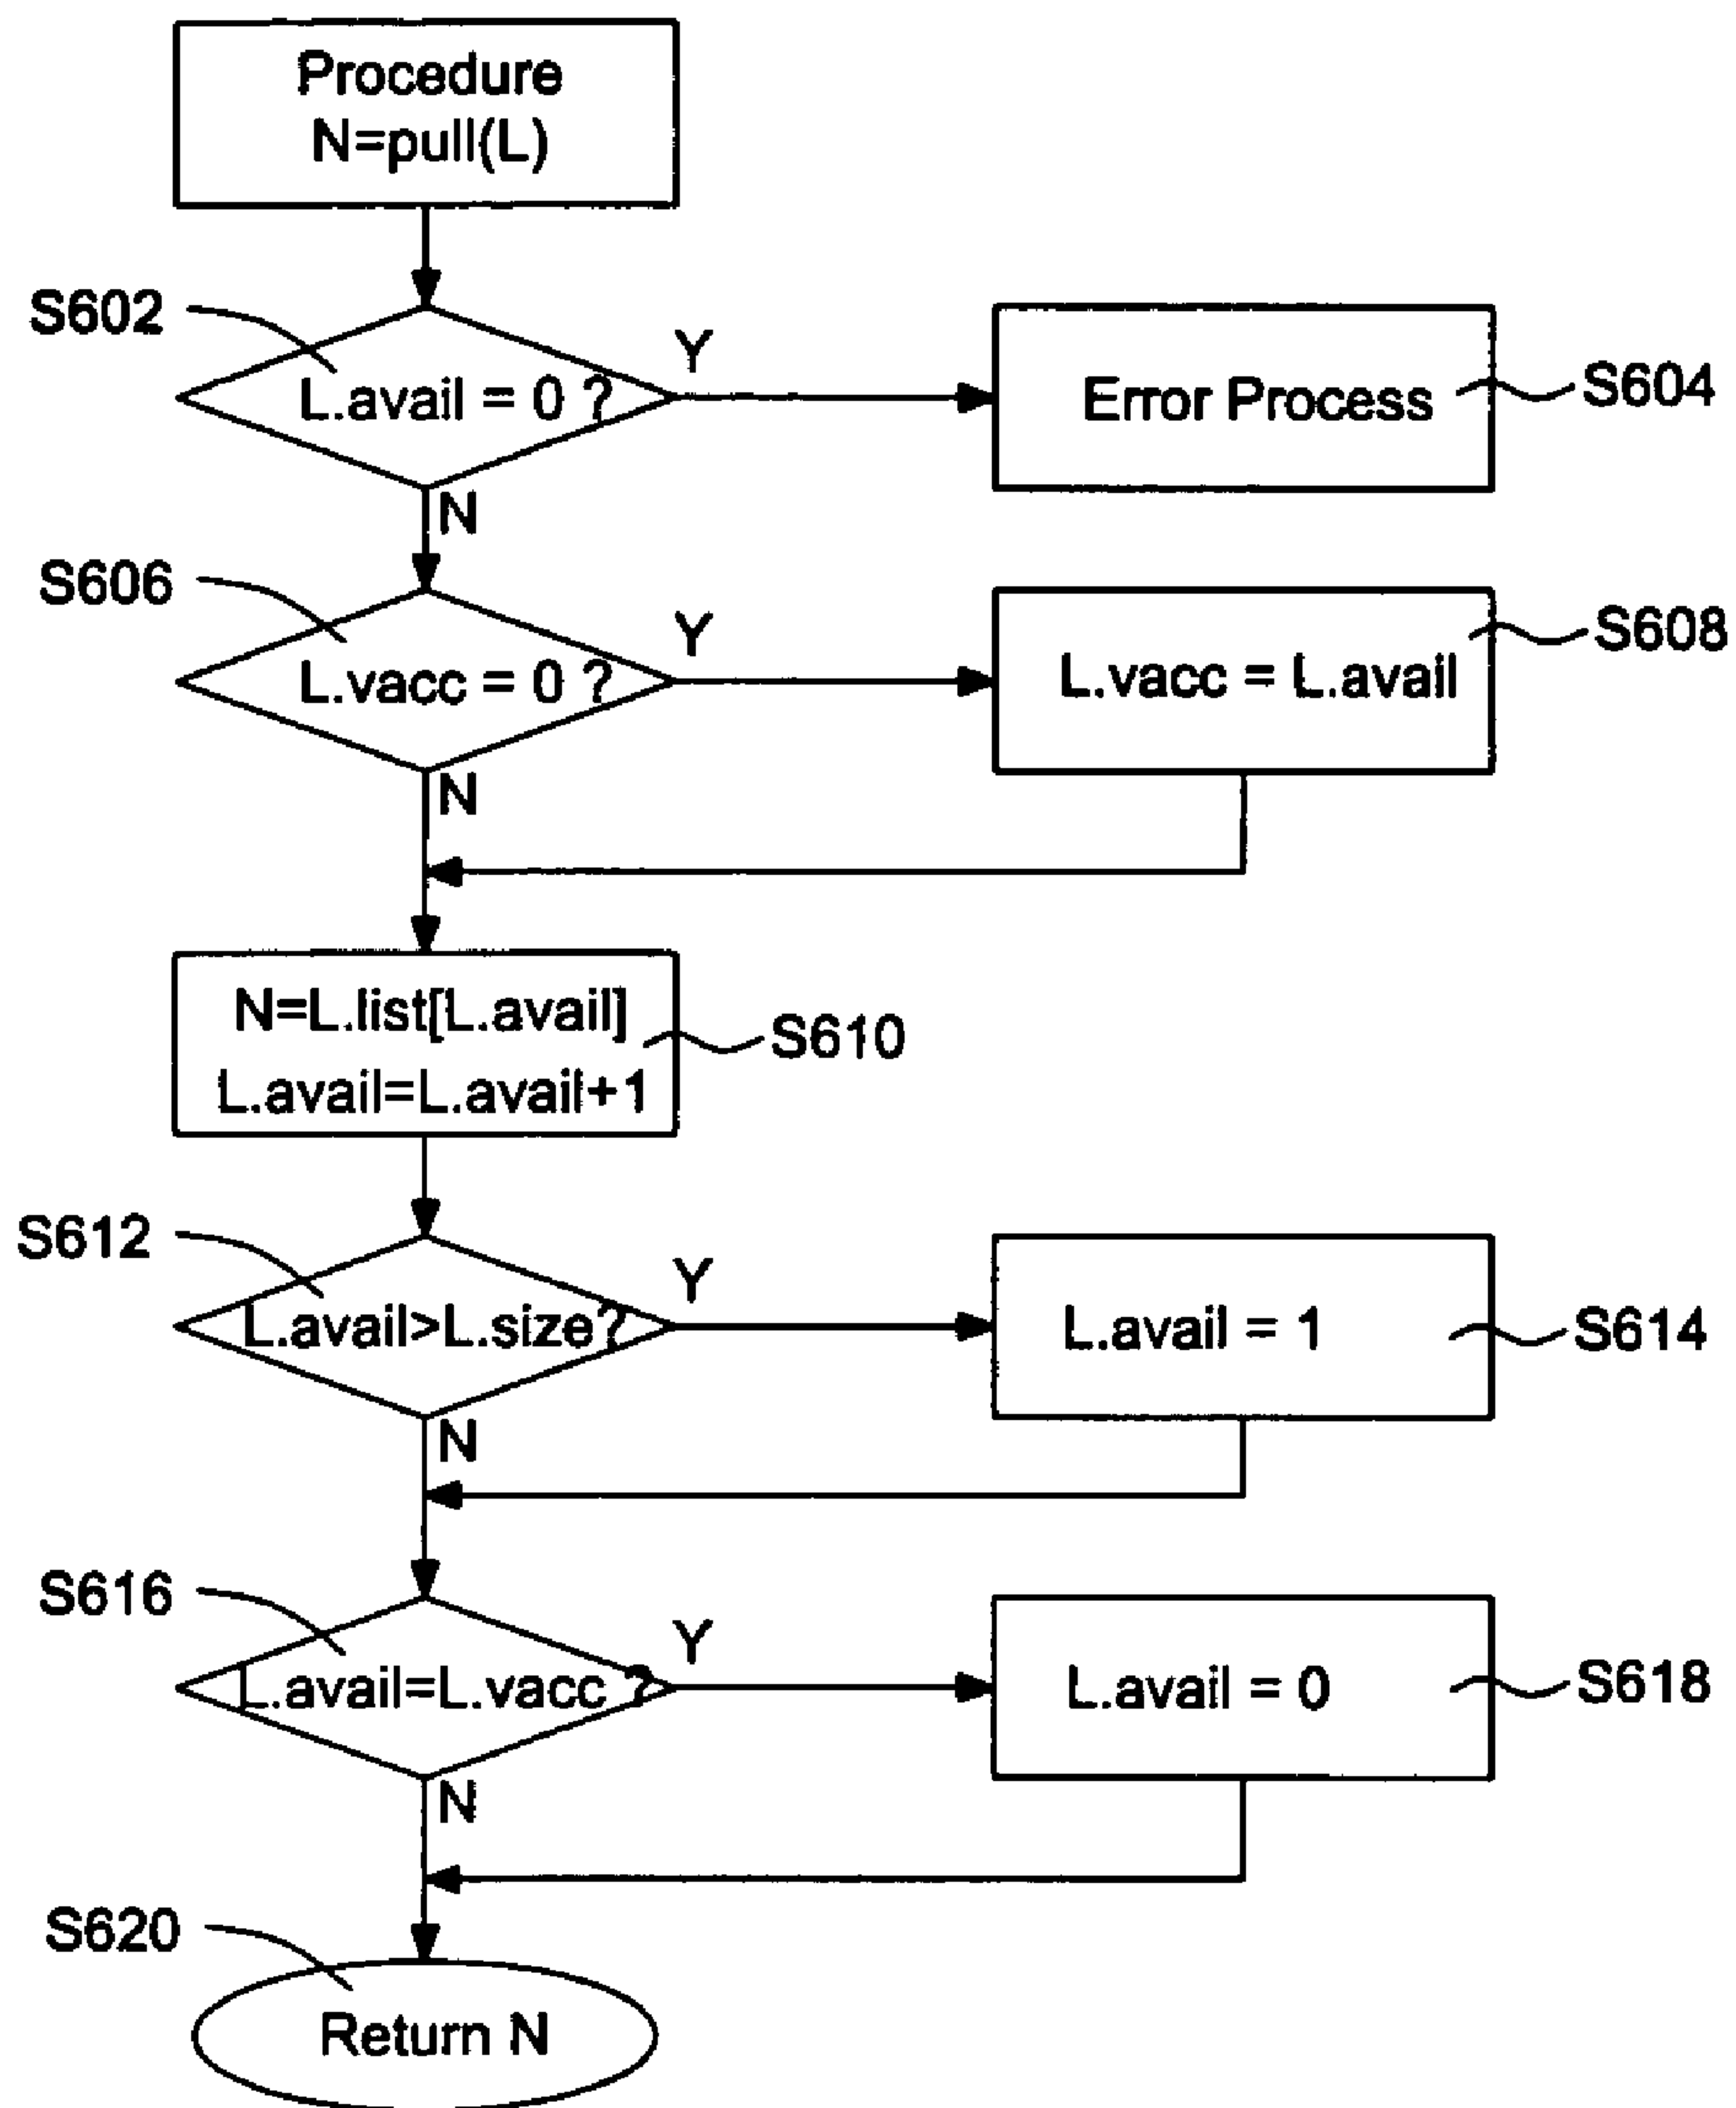 Procedure
N=pull(L)
S602
L.avail = 0 ?
Y
Error Process
S604
N
S606
L.vacc = 0 ?
Y
L.vacc = L.avail
S608
N
N=L.list[L.avail]
L.avail=L.avail+1
S610
S612
L.avail>L.size?
Y
L.avail = 1
S614
N
S616
L.avail=L.vacc ?
Y
L.avail = 0
S618
N
S620
Return N